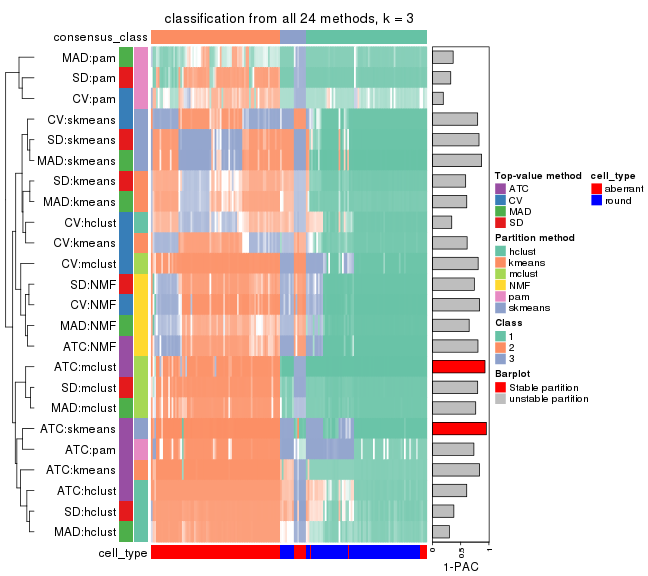 classification from all 24 methods, k = 3
consensus_class
MAD:pam
SD:pam
CV:pam
CV:skmeans
SD:skmeans
MAD:skmeans
SD:kmeans
MAD:kmeans
CV:hclust
CV:kmeans
CV:mclust
SD:NMF
CV:NMF
MAD:NMF
ATC:NMF
ATC:mclust
SD:mclust
MAD:mclust
ATC:skmeans
ATC:pam
ATC:kmeans
ATC:hclust
SD:hclust
MAD:hclust
cell_type
0
0.5
1
1-PAC
Top-value method
ATC
CV
MAD
SD
Partition method
hclust
kmeans
mclust
NMF
pam
skmeans
Class
1
2
3
Barplot
Stable partition
unstable partition
cell_type
aberrant
round